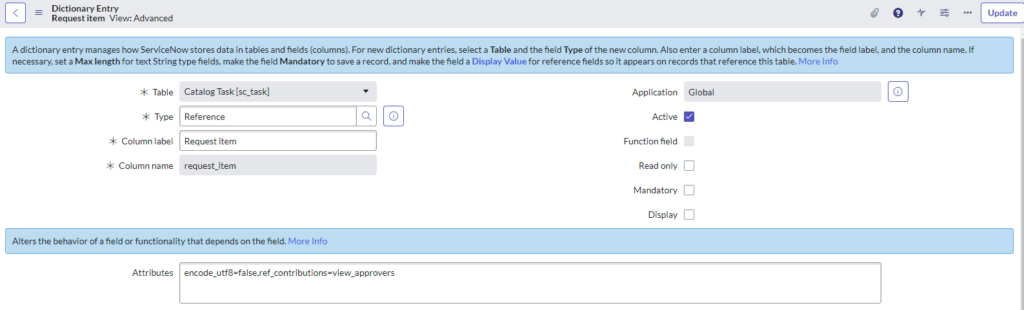 Dictionary Entry
Request item View: Advanced
Update
A dictionary entry manages how ServiceNow stores data in tables and fields (columns). For new dictionary entries, select a Table and the field Type of the new column. Also enter a column label, which becomes the field label, and the column name. If
necessary, set a Max length for text String type fields, make the field Mandatory to save a record, and make the field a Display Value for reference fields so it appears on records that reference this table. More Info
Table Catalog Task [sc_task]
Application Global
Type Reference
Active
Column label Request item
Function field
Column name request_item
Read only
Mandatory
Display
Alters the behavior of a field or functionality that depends on the field. More Info
Attributes encode_utf8=false,ref_contributions=view_approvers